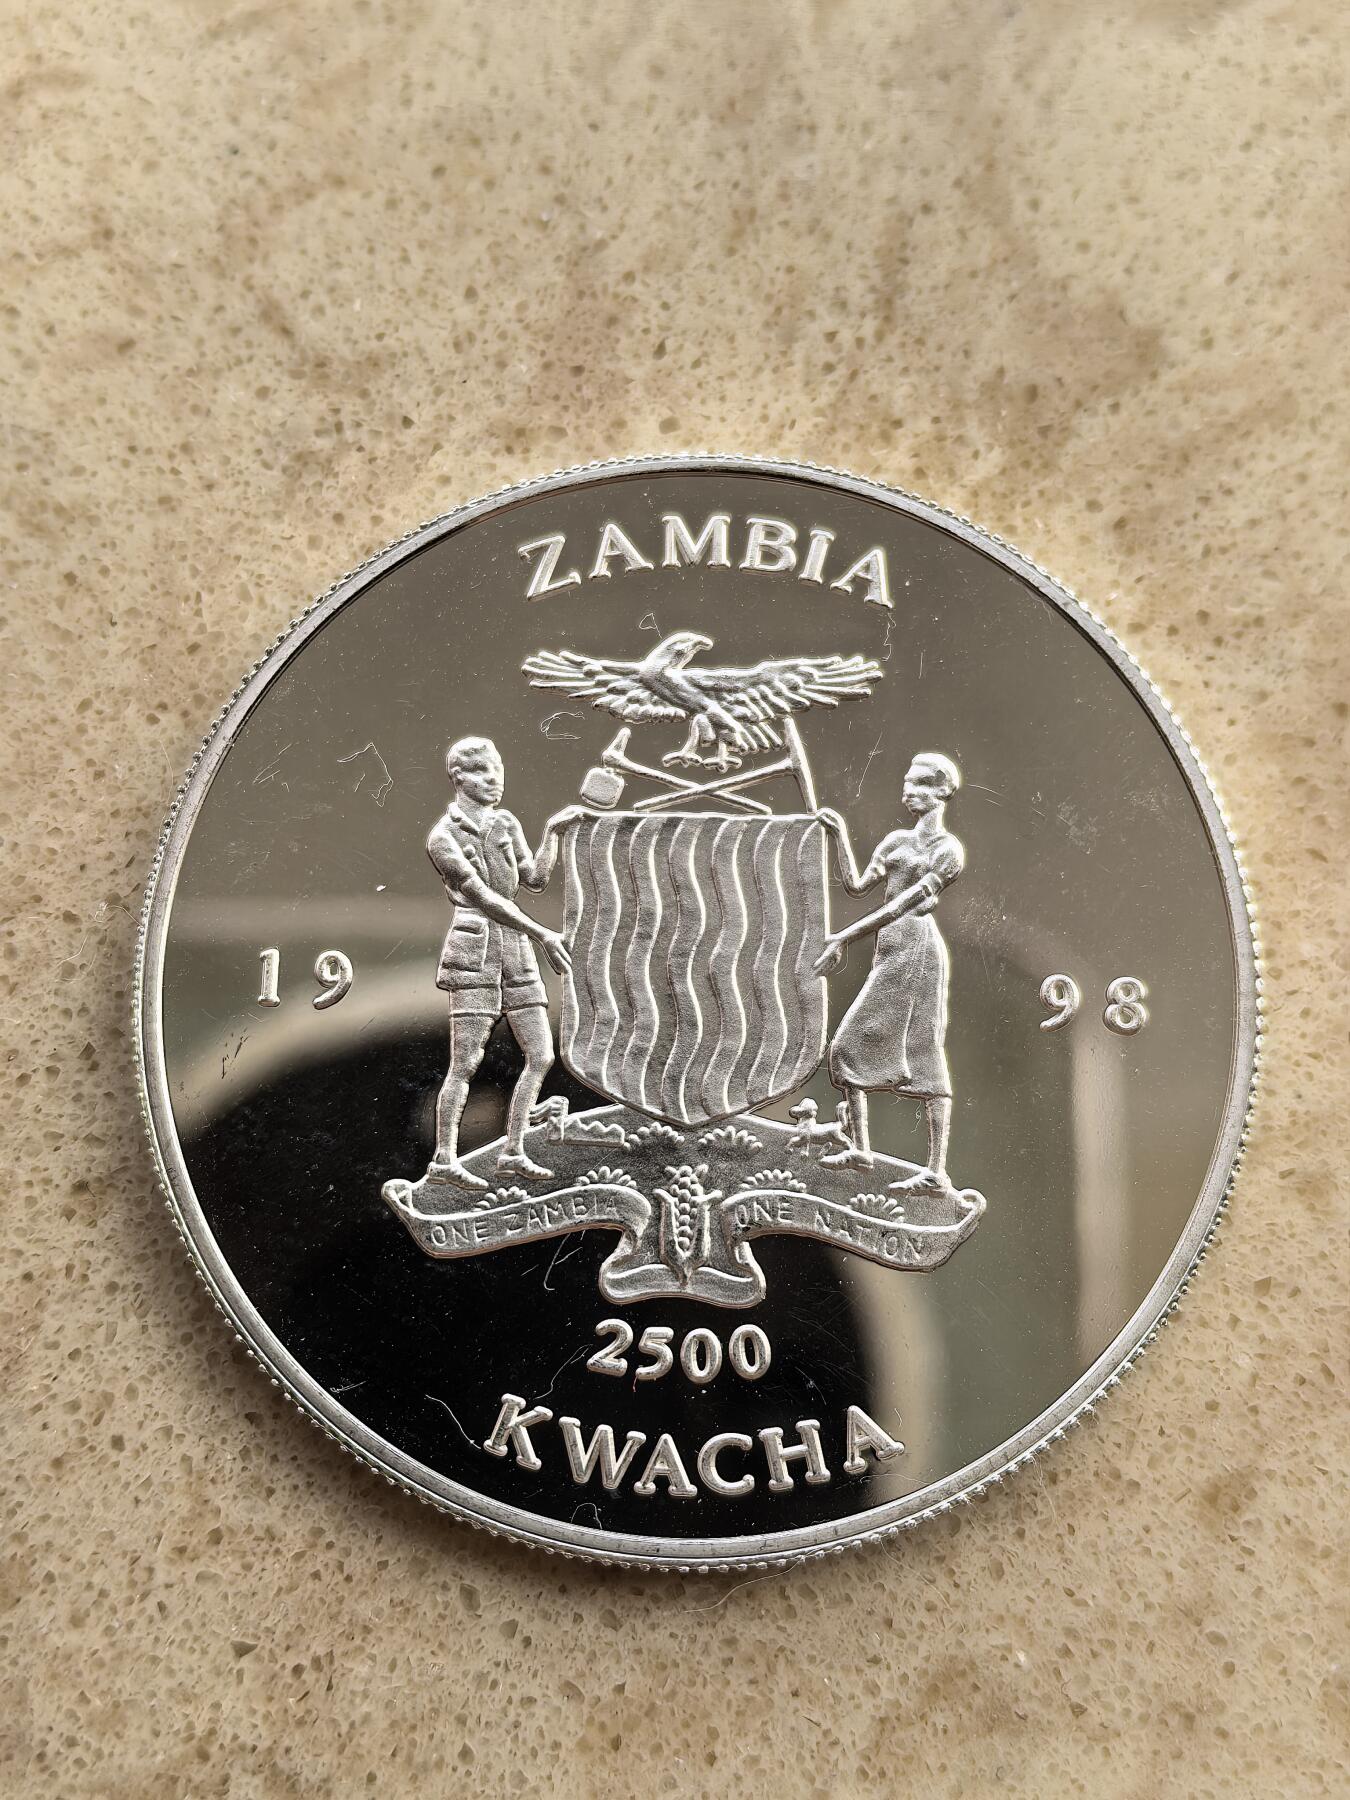 ZAMBIA
19 98
ONE ZAMBIA ONE NATION
2500
KWACHA